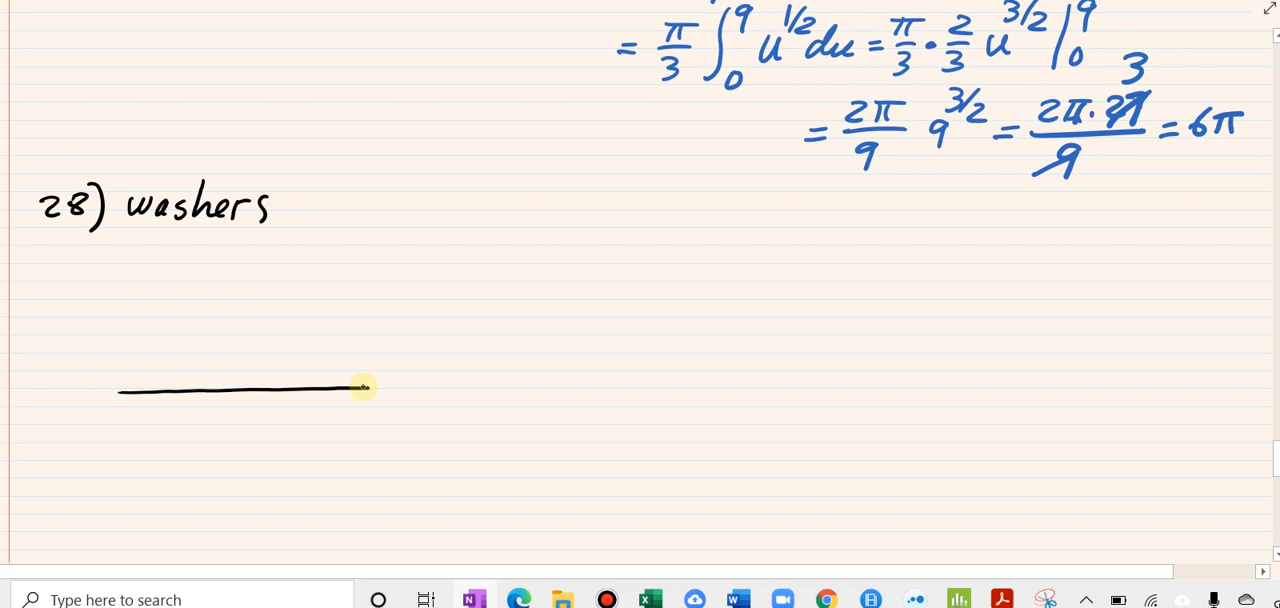 = π/3 ∫₀⁹ u^{1/2} du = π/3 · 2/3 u^{3/2} |₀⁹
= 2π/9 9^{3/2} = 2π·27/9 3 = 6π
28) washers
Type here to search